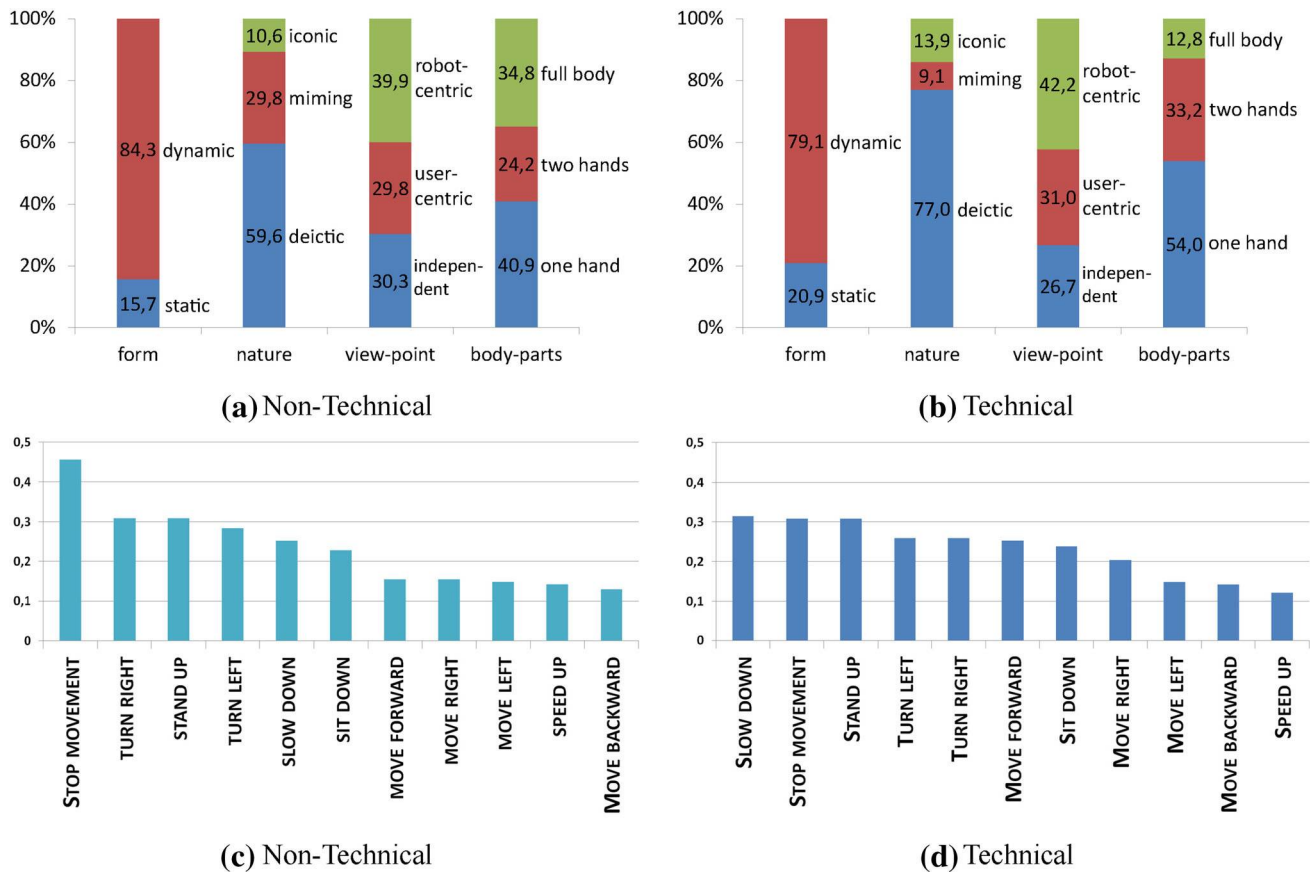 100%
80%
60%
40%
20%
0%
84,3 dynamic
15,7 static
10,6 iconic
29,8 miming
59,6 deictic
39,9 robot-
centric
29,8 user-
centric
30,3 indepen-
dent
34,8 full body
24,2 two hands
40,9 one hand
form nature view-point body-parts
(a) Non-Technical
100%
80%
60%
40%
20%
0%
79,1 dynamic
20,9 static
13,9 iconic
9,1 miming
77,0 deictic
42,2 robot-
centric
31,0 user-
centric
26,7 indepen-
dent
12,8 full body
33,2 two hands
54,0 one hand
form nature view-point body-parts
(b) Technical
0,5
0,4
0,3
0,2
0,1
0
STOP MOVEMENT
TURN RIGHT
STAND UP
TURN LEFT
SLOW DOWN
SIT DOWN
MOVE FORWARD
MOVE RIGHT
MOVE LEFT
SPEED UP
MOVE BACKWARD
(c) Non-Technical
0,5
0,4
0,3
0,2
0,1
0
SLOW DOWN
STOP MOVEMENT
STAND UP
TURN LEFT
TURN RIGHT
MOVE FORWARD
SIT DOWN
MOVE RIGHT
MOVE LEFT
MOVE BACKWARD
SPEED UP
(d) Technical